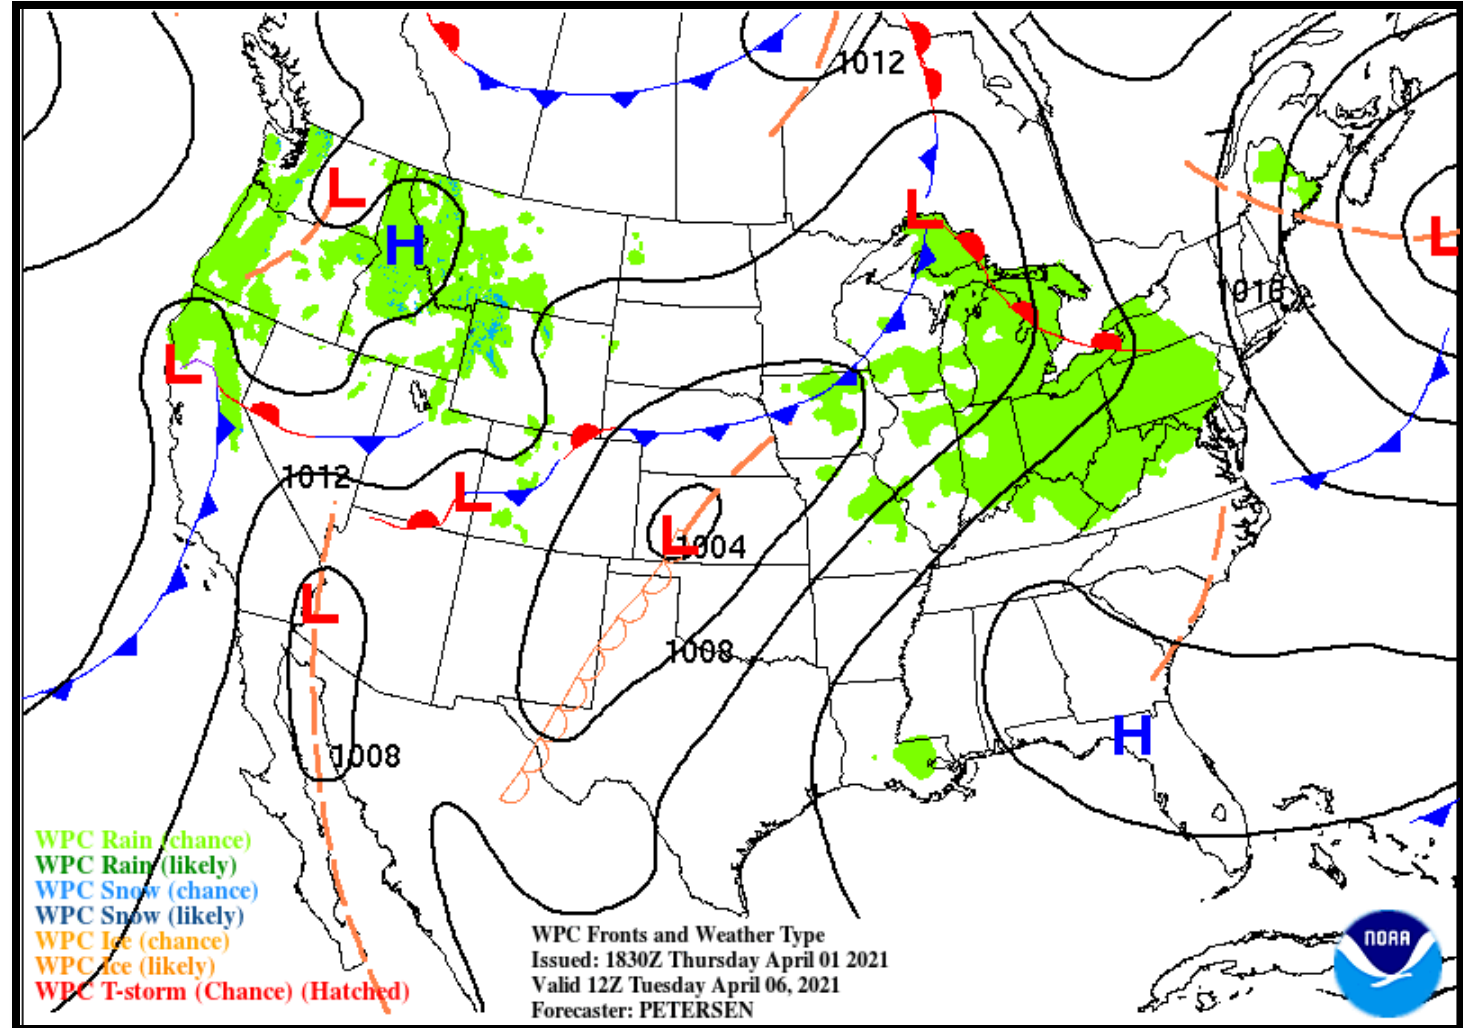 1012
L
H
L
1016
L
L
1012
L
L
1004
L
1008
H
1008
WPC Rain (chance)
WPC Rain (likely)
WPC Snow (chance)
WPC Snow (likely)
WPC Ice (chance)
WPC Ice (likely)
WPC T-storm (Chance) (Hatched)
WPC Fronts and Weather Type
Issued: 1830Z Thursday April 01 2021
Valid 12Z Tuesday April 06, 2021
Forecaster: PETERSEN
NOAA